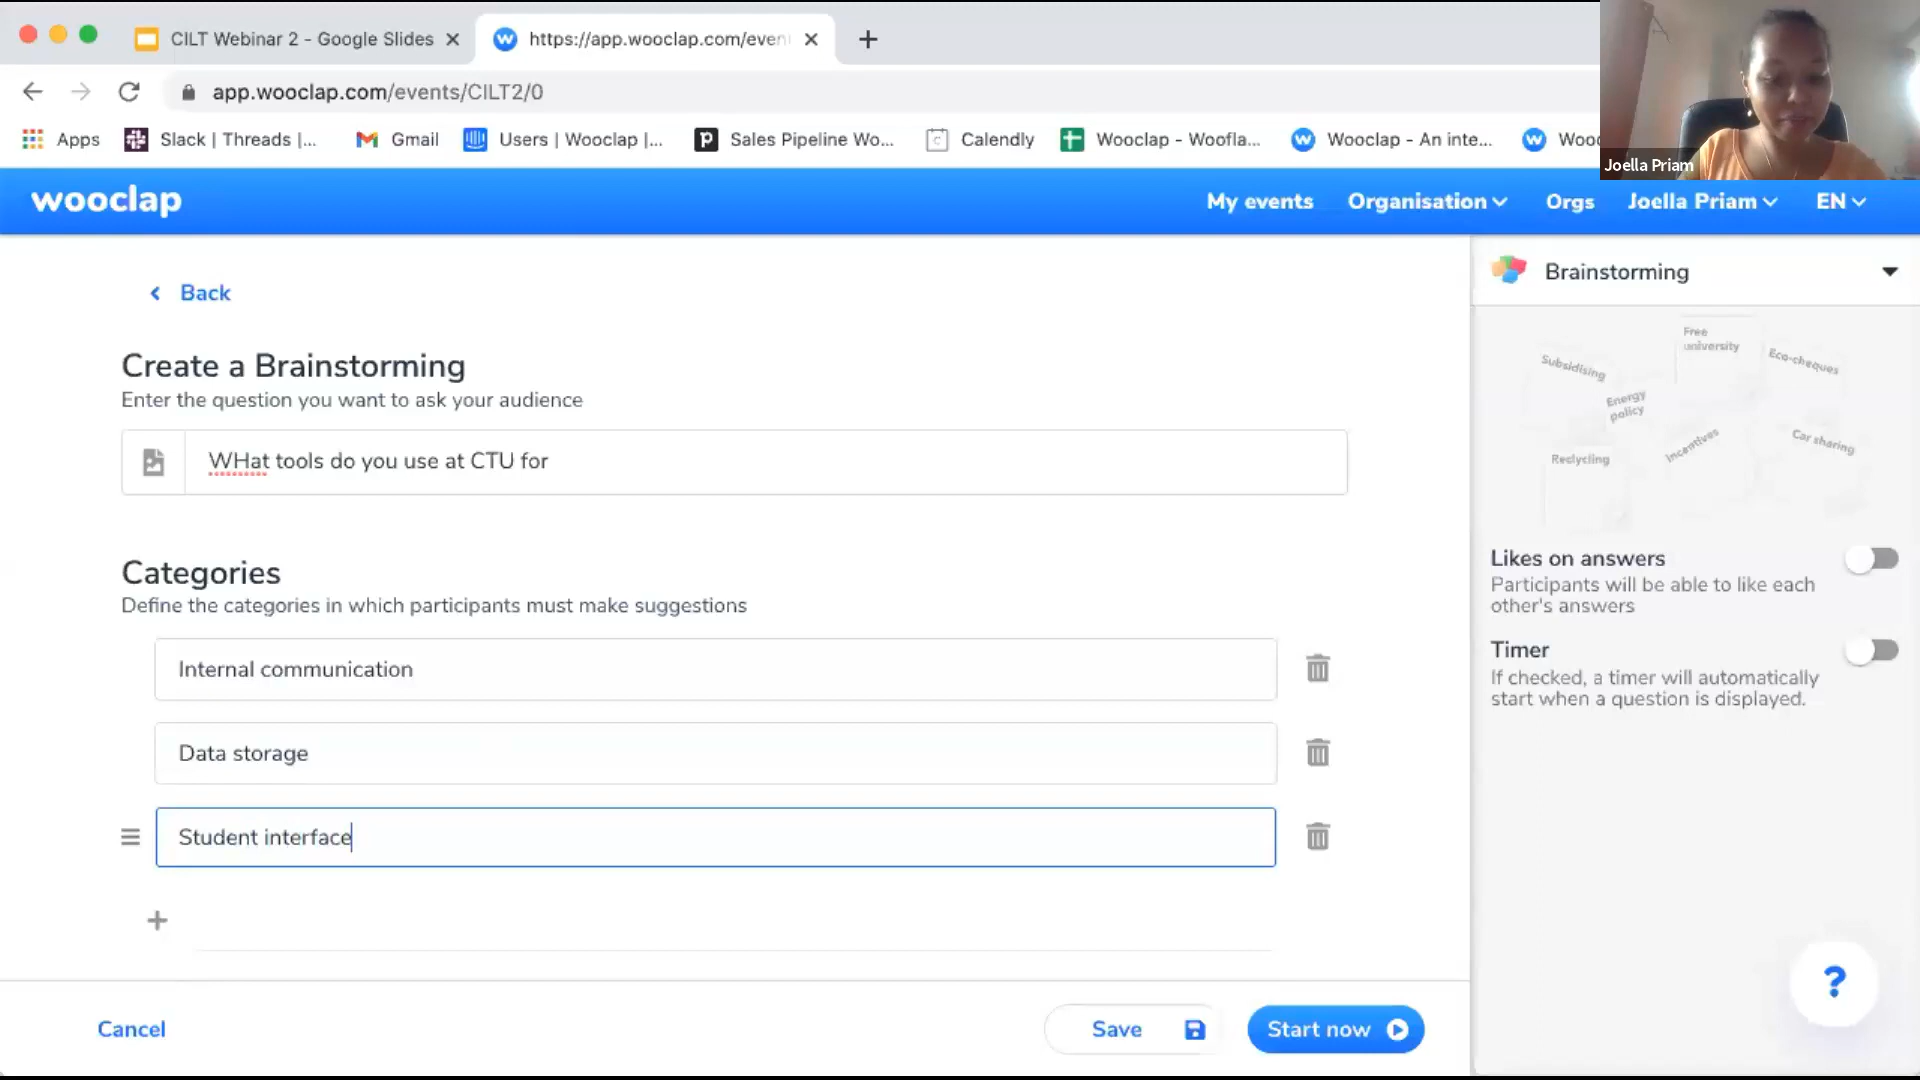 CILT Webinar 2 - Google Slides
https://app.wooclap.com/even
app.wooclap.com/events/CILT2/0
Apps
Slack | Threads |...
Gmail
Users | Wooclap |...
Sales Pipeline Wo...
Calendly
Wooclap - Woofla...
Wooclap - An inte...
Wooc
Joella Priam
wooclap
My events
Organisation
Orgs
Joella Priam
EN
Back
Create a Brainstorming
Enter the question you want to ask your audience
WHat tools do you use at CTU for
Categories
Define the categories in which participants must make suggestions
Internal communication
Data storage
Student interface
Cancel
Save
Start now
Brainstorming
Free
university
Subsidising
Eco-cheques
Energy
policy
Incentives
Car sharing
Reclycling
Likes on answers
Participants will be able to like each
other's answers
Timer
If checked, a timer will automatically
start when a question is displayed.
?